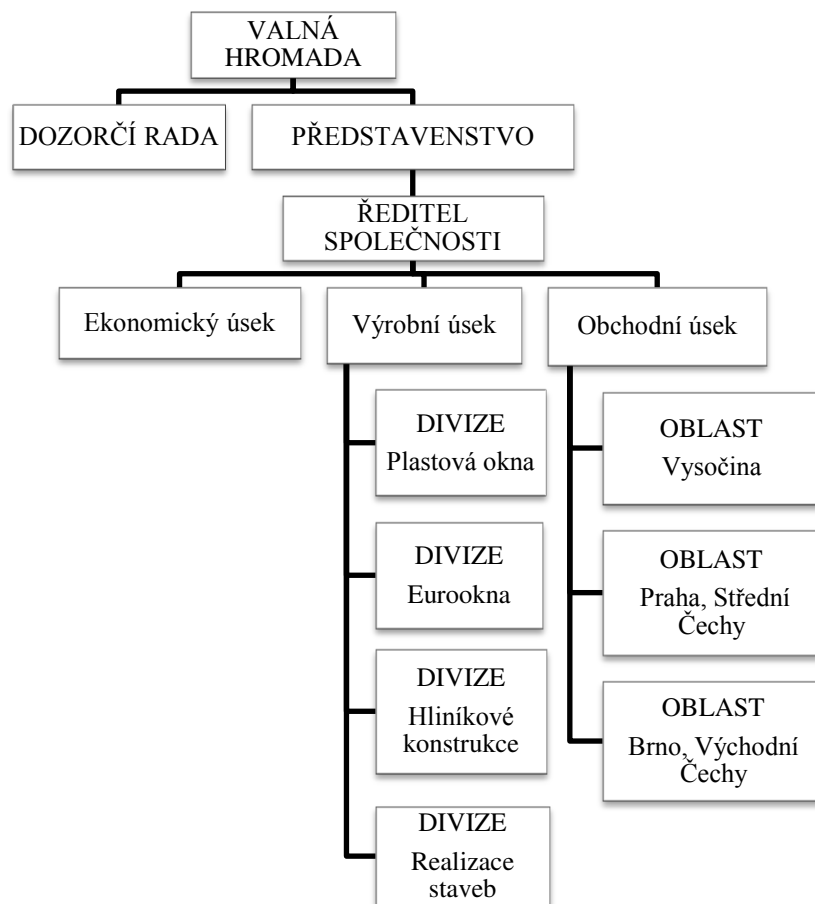 VALNÁ
HROMADA
DOZORČÍ RADA
PŘEDSTAVENSTVO
ŘEDITEL
SPOLEČNOSTI
Ekonomický úsek
Výrobní úsek
Obchodní úsek
DIVIZE
Plastová okna
DIVIZE
Eurookna
DIVIZE
Hliníkové
konstrukce
DIVIZE
Realizace
staveb
OBLAST
Vysočina
OBLAST
Praha, Střední
Čechy
OBLAST
Brno, Východní
Čechy